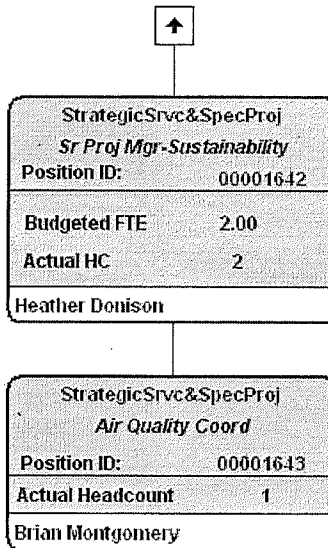 StrategicSrvc&SpecProj
Sr Proj Mgr-Sustainability
Position ID: 00001642
Budgeted FTE 2.00
Actual HC 2
Heather Donison
StrategicSrvc&SpecProj
Air Quality Coord
Position ID: 00001643
Actual Headcount 1
Brian Montgomery